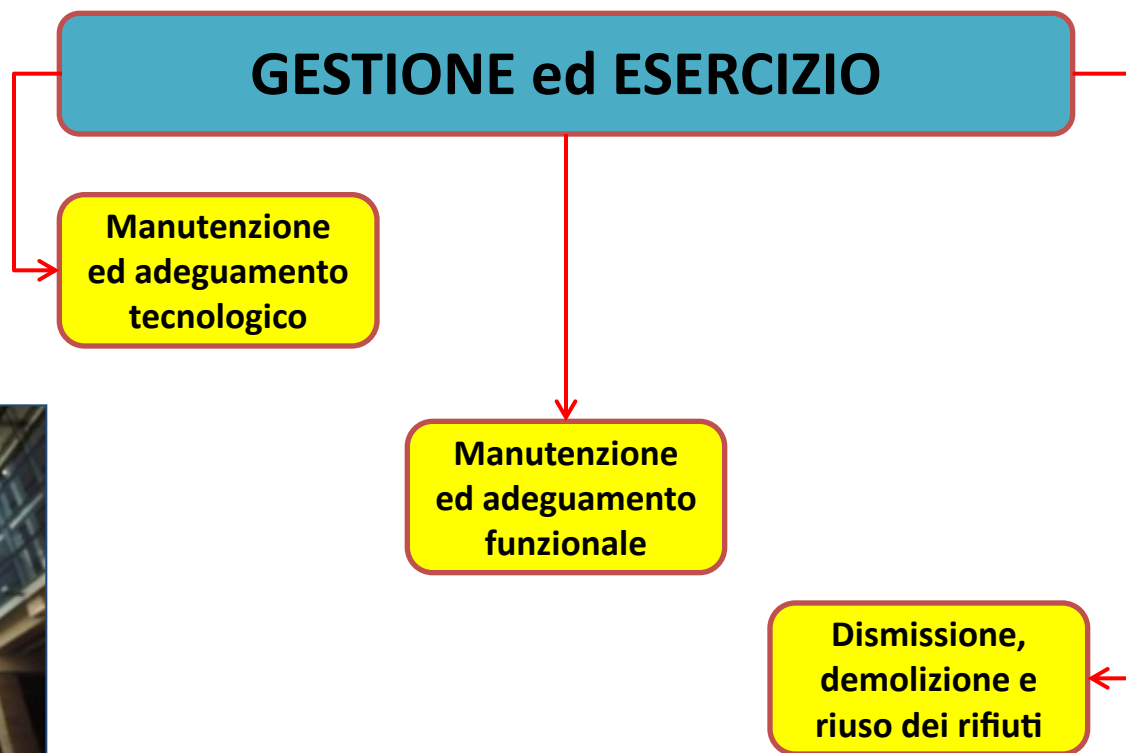 GESTIONE ed ESERCIZIO
Manutenzione
ed adeguamento
tecnologico
Manutenzione
ed adeguamento
funzionale
Dismissione,
demolizione e
riuso dei rifiuti